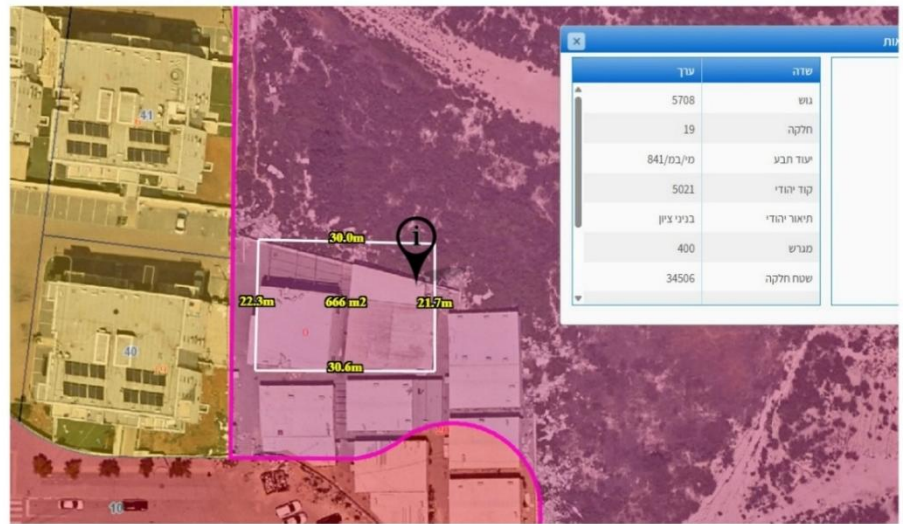 41
40
10
30.0m
22.3m
666 m2
21.7m
30.6m
i
שדה ערך
גוש 5708
חלקה 19
יעוד תבע מי/במ/841
קוד יהודי 5021
תיאור יהודי בניני ציון
מגרש 400
שטח חלקה 34506